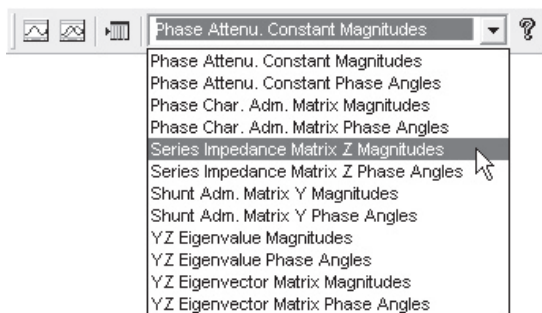 Phase Attenu. Constant Magnitudes
Phase Attenu. Constant Magnitudes
Phase Attenu. Constant Phase Angles
Phase Char. Adm. Matrix Magnitudes
Phase Char. Adm. Matrix Phase Angles
Series Impedance Matrix Z Magnitudes
Series Impedance Matrix Z Phase Angles
Shunt Adm. Matrix Y Magnitudes
Shunt Adm. Matrix Y Phase Angles
YZ Eigenvalue Magnitudes
YZ Eigenvalue Phase Angles
YZ Eigenvector Matrix Magnitudes
YZ Eigenvector Matrix Phase Angles